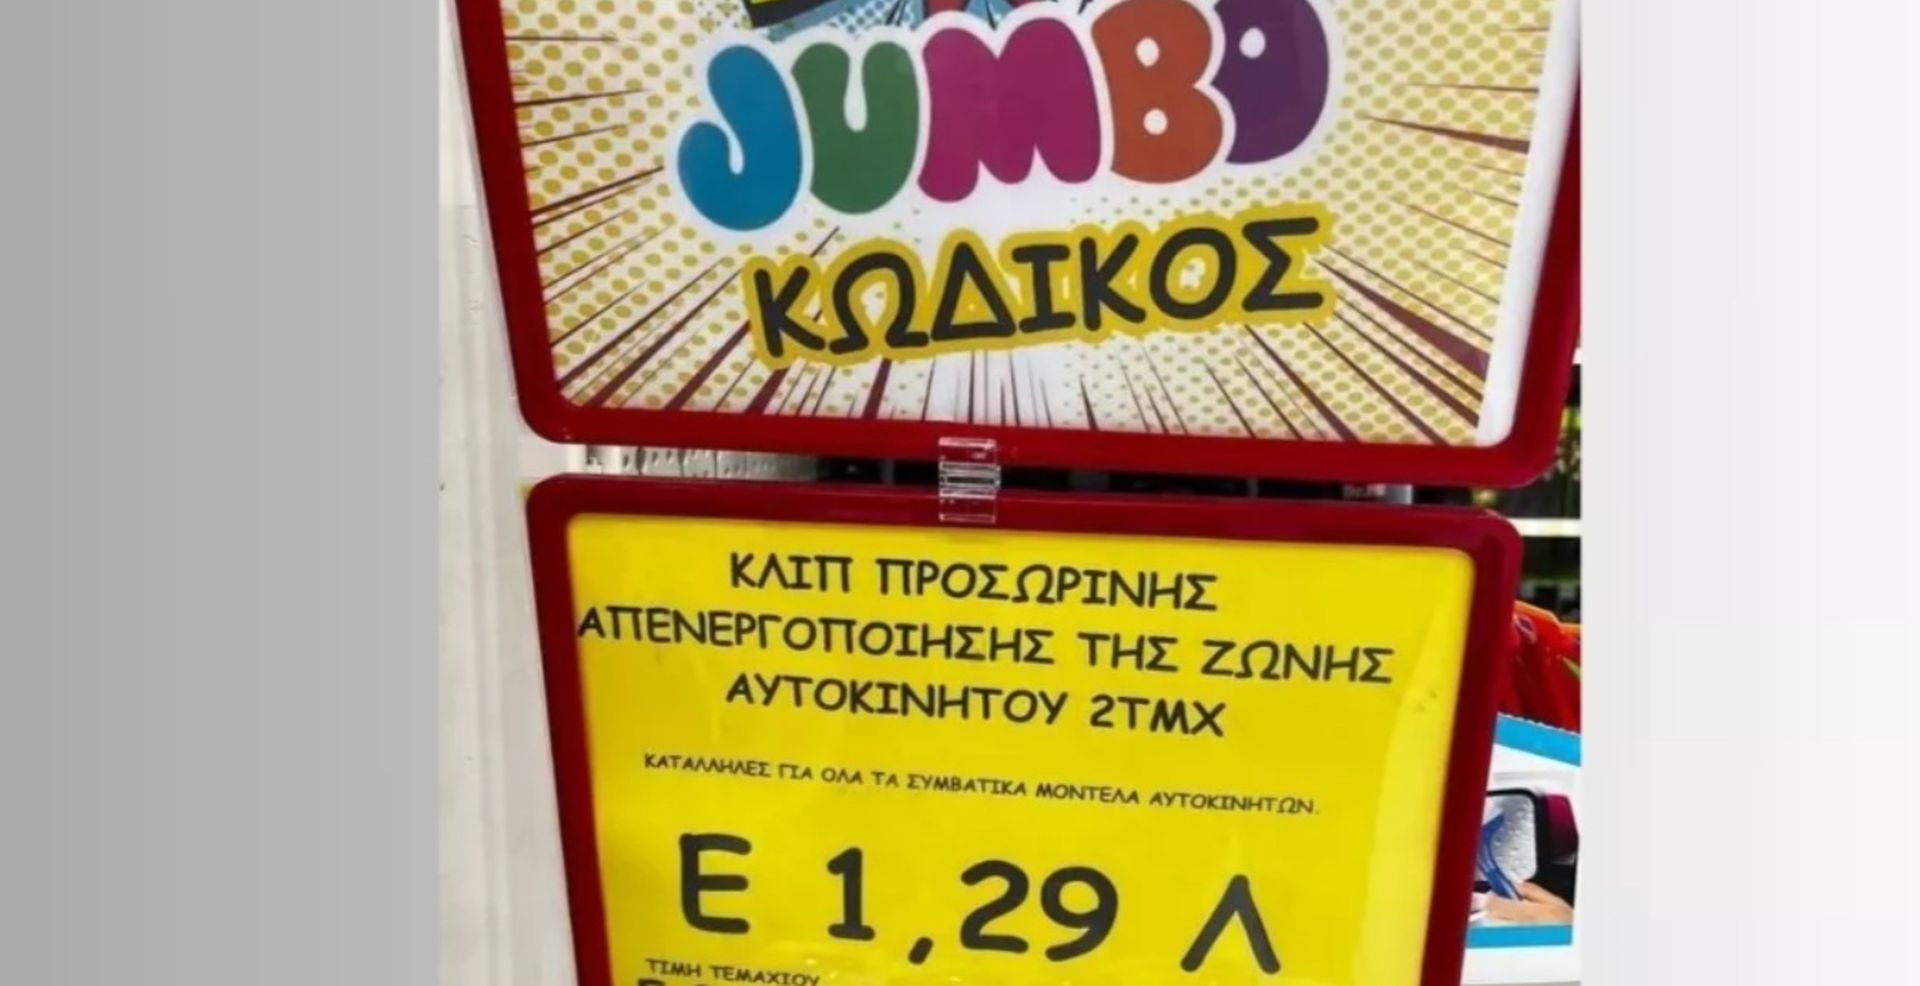 JUMBO
ΚΩΔΙΚΟΣ
ΚΛΙΠ ΠΡΟΣΩΡΙΝΗΣ
ΑΠΕΝΕΡΓΟΠΟΙΗΣΗΣ ΤΗΣ ΖΩΝΗΣ
ΑΥΤΟΚΙΝΗΤΟΥ 2ΤΜΧ
ΚΑΤΑΛΛΗΛΕΣ ΓΙΑ ΟΛΑ ΤΑ ΣΥΜΒΑΤΙΚΑ ΜΟΝΤΕΛΑ ΑΥΤΟΚΙΝΗΤΩΝ.
Ε 1,29 Λ
ΤΙΜΗ ΤΕΜΑΧΙΟΥ